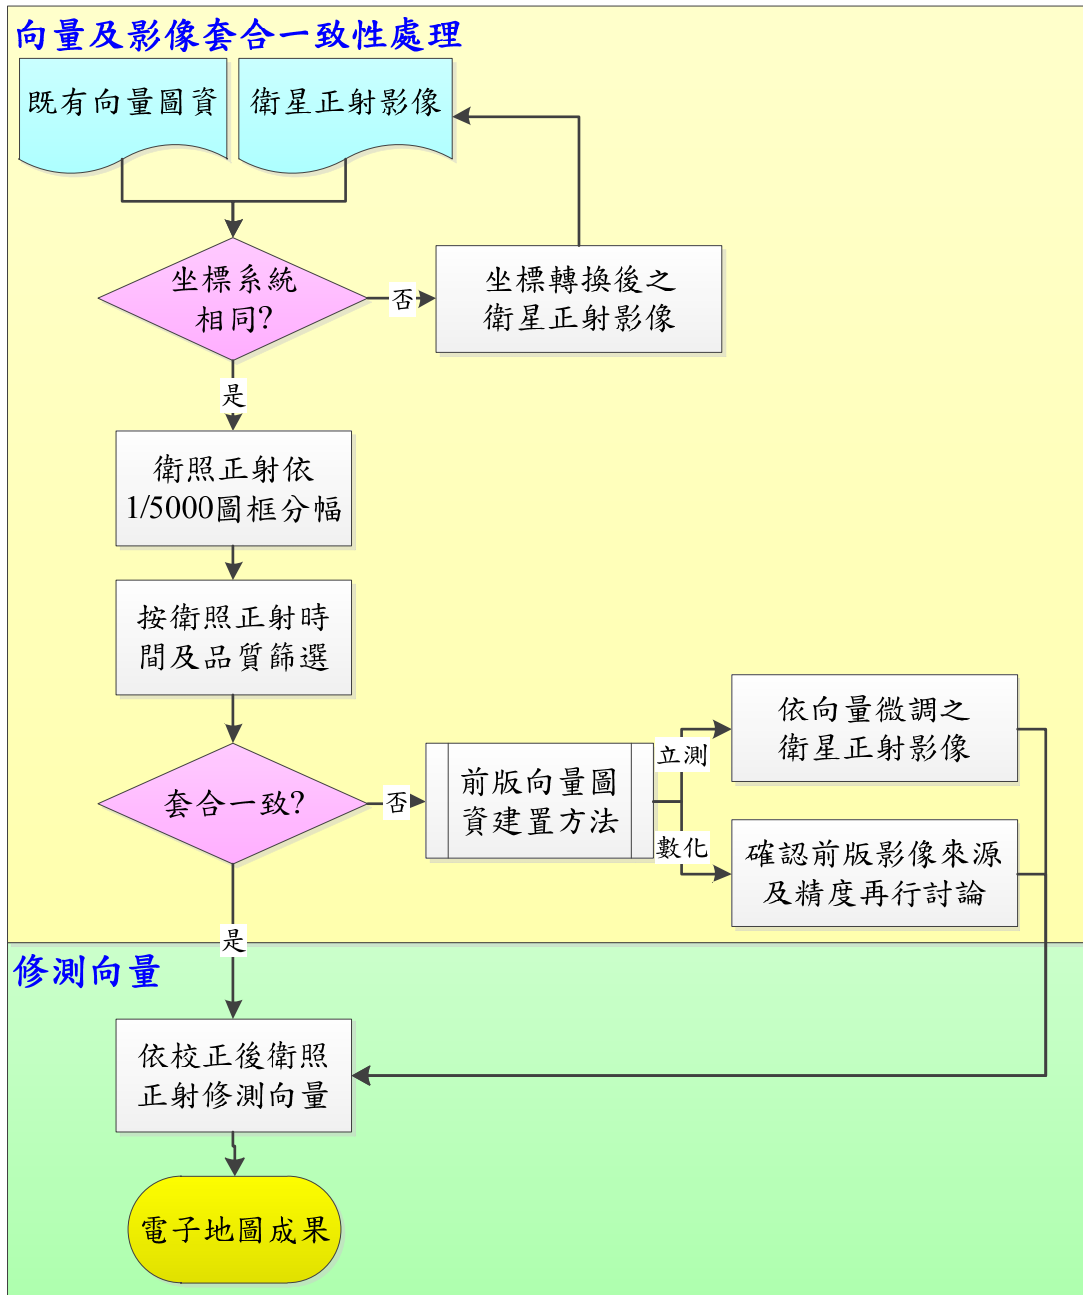 向量及影像套合一致性處理
既有向量圖資
衛星正射影像
坐標系統
相同?
否
坐標轉換後之
衛星正射影像
是
衛照正射依
1/5000圖框分幅
按衛照正射時
間及品質篩選
套合一致?
否
前版向量圖
資建置方法
立測
依向量微調之
衛星正射影像
數化
確認前版影像來源
及精度再行討論
是
修測向量
依校正後衛照
正射修測向量
電子地圖成果